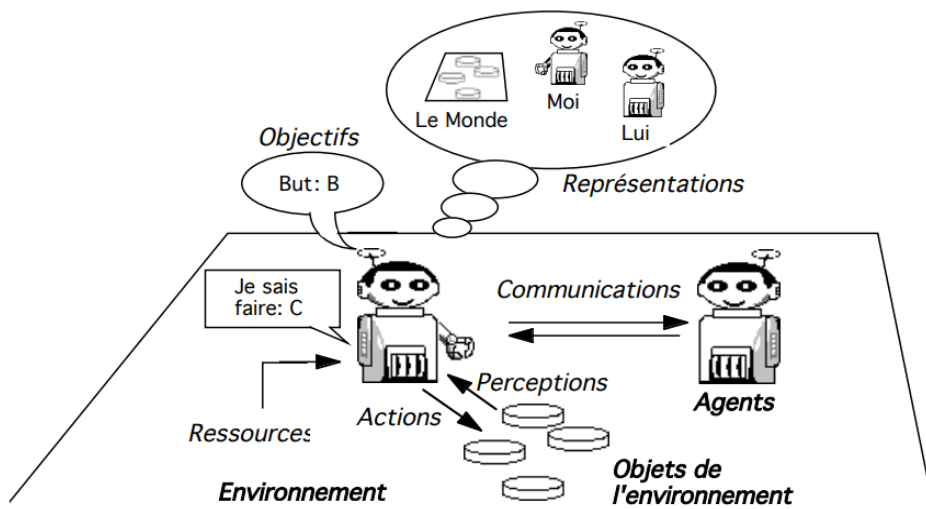 Le Monde
Moi
Lui
Objectifs
But: B
Représentations
Je sais
faire: C
Communications
Perceptions
Agents
Actions
Ressources
Environnement
Objets de
l'environnement